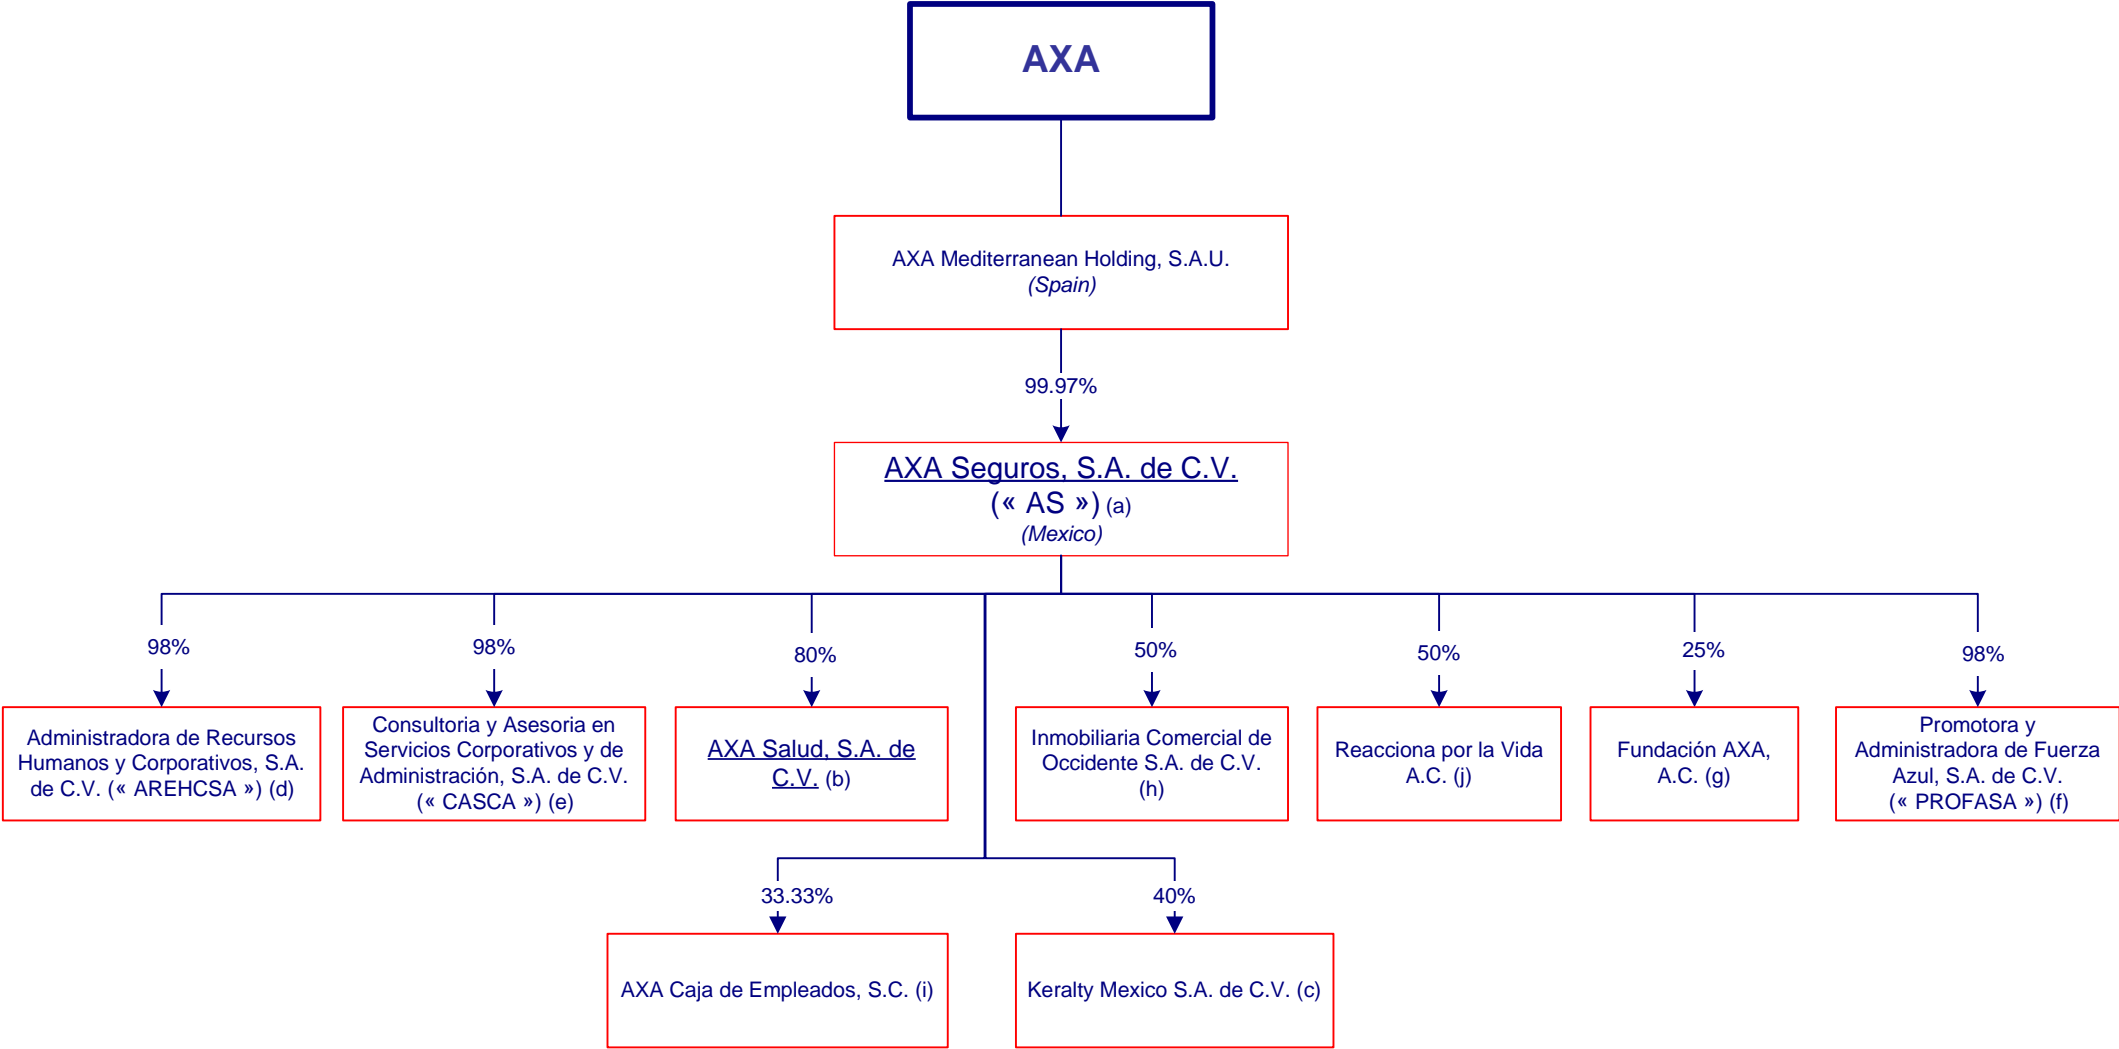 AXA
AXA Mediterranean Holding, S.A.U.
(Spain)
99.97%
AXA Seguros, S.A. de C.V.
(« AS ») (a)
(Mexico)
98%
98%
80%
50%
50%
25%
98%
Administradora de Recursos
Humanos y Corporativos, S.A.
de C.V. (« AREHCSA ») (d)
Consultoria y Asesoria en
Servicios Corporativos y de
Administración, S.A. de C.V.
(« CASCA ») (e)
AXA Salud, S.A. de
C.V. (b)
Inmobiliaria Comercial de
Occidente S.A. de C.V.
(h)
Reacciona por la Vida
A.C. (j)
Fundación AXA,
A.C. (g)
Promotora y
Administradora de Fuerza
Azul, S.A. de C.V.
(« PROFASA ») (f)
33.33%
40%
AXA Caja de Empleados, S.C. (i)
Keralty Mexico S.A. de C.V. (c)